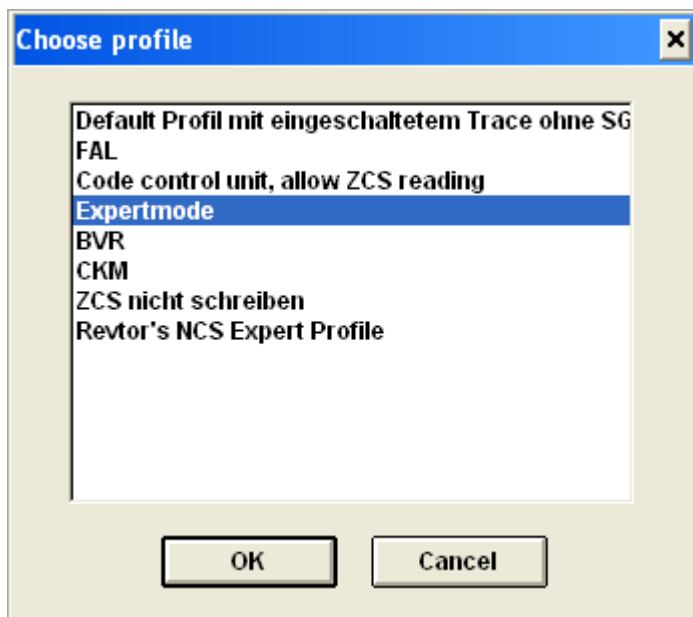 Choose profile
Default Profil mit eingeschaltetem Trace ohne SG
FAL
Code control unit, allow ZCS reading
Expertmode
BVR
CKM
ZCS nicht schreiben
Revtor's NCS Expert Profile
OK
Cancel